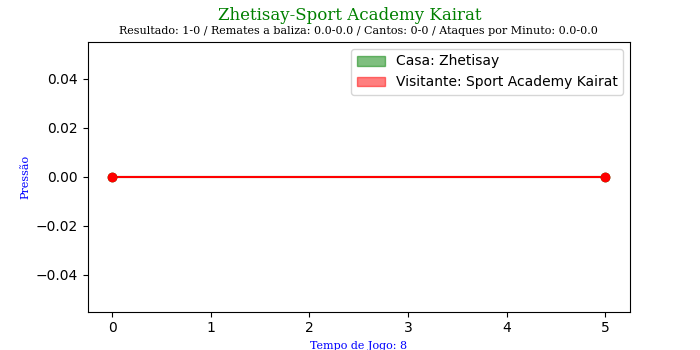 Zhetisay-Sport Academy Kairat
Resultado: 1-0 / Remates a baliza: 0.0-0.0 / Cantos: 0-0 / Ataques por Minuto: 0.0-0.0
Casa: Zhetisay
Visitante: Sport Academy Kairat
0.04
0.02
0.00
−0.02
−0.04
Pressão
0 1 2 3 4 5
Tempo de Jogo: 8